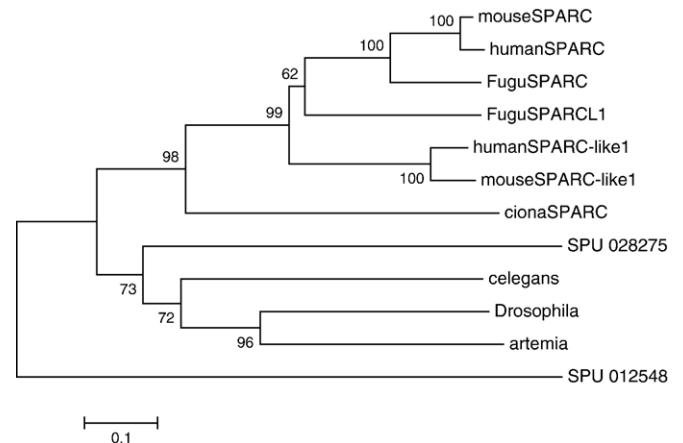 mouseSPARC
100
humanSPARC
100
FuguSPARC
62
FuguSPARCL1
99
humanSPARC-like1
98
100
mouseSPARC-like1
cionaSPARC
SPU 028275
73
celegans
72
Drosophila
96
artemia
SPU 012548
0.1